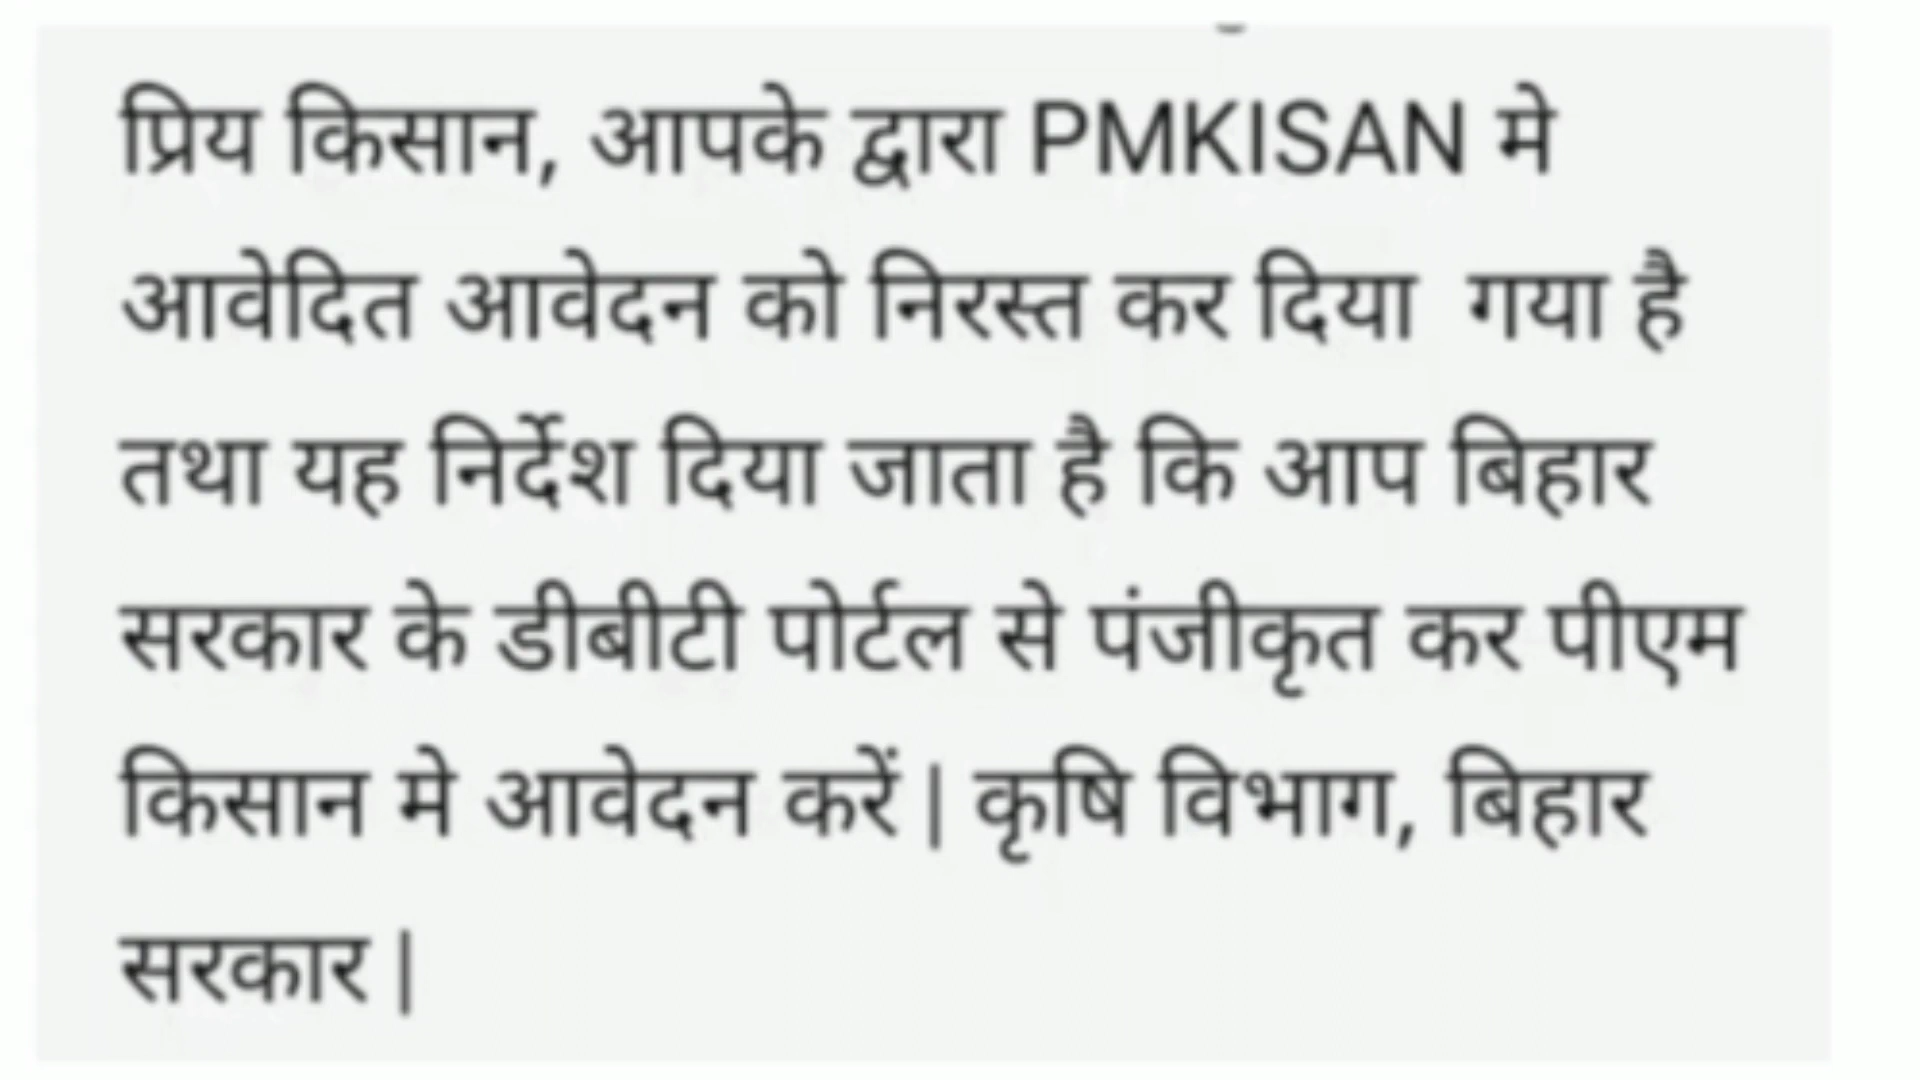 प्रिय किसान, आपके द्वारा PMKISAN मे
आवेदित आवेदन को निरस्त कर दिया  गया है
तथा यह निर्देश दिया जाता है कि आप बिहार
सरकार के डीबीटी पोर्टल से पंजीकृत कर पीएम
किसान मे आवेदन करें | कृषि विभाग, बिहार
सरकार |